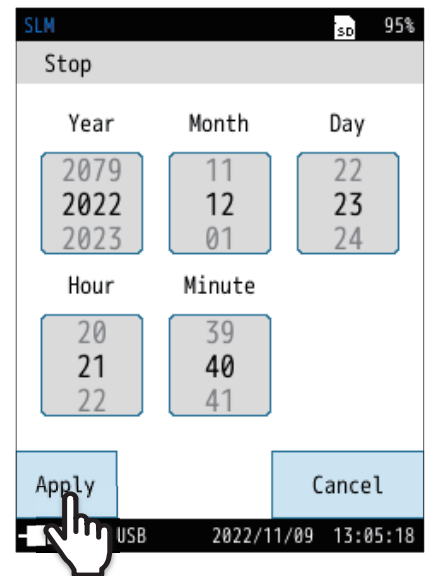 SLM SD 95%
Stop
Year Month Day
2079 11 22
2022 12 23
2023 01 24
Hour Minute
20 39
21 40
22 41
Apply Cancel
USB 2022/11/09 13:05:18